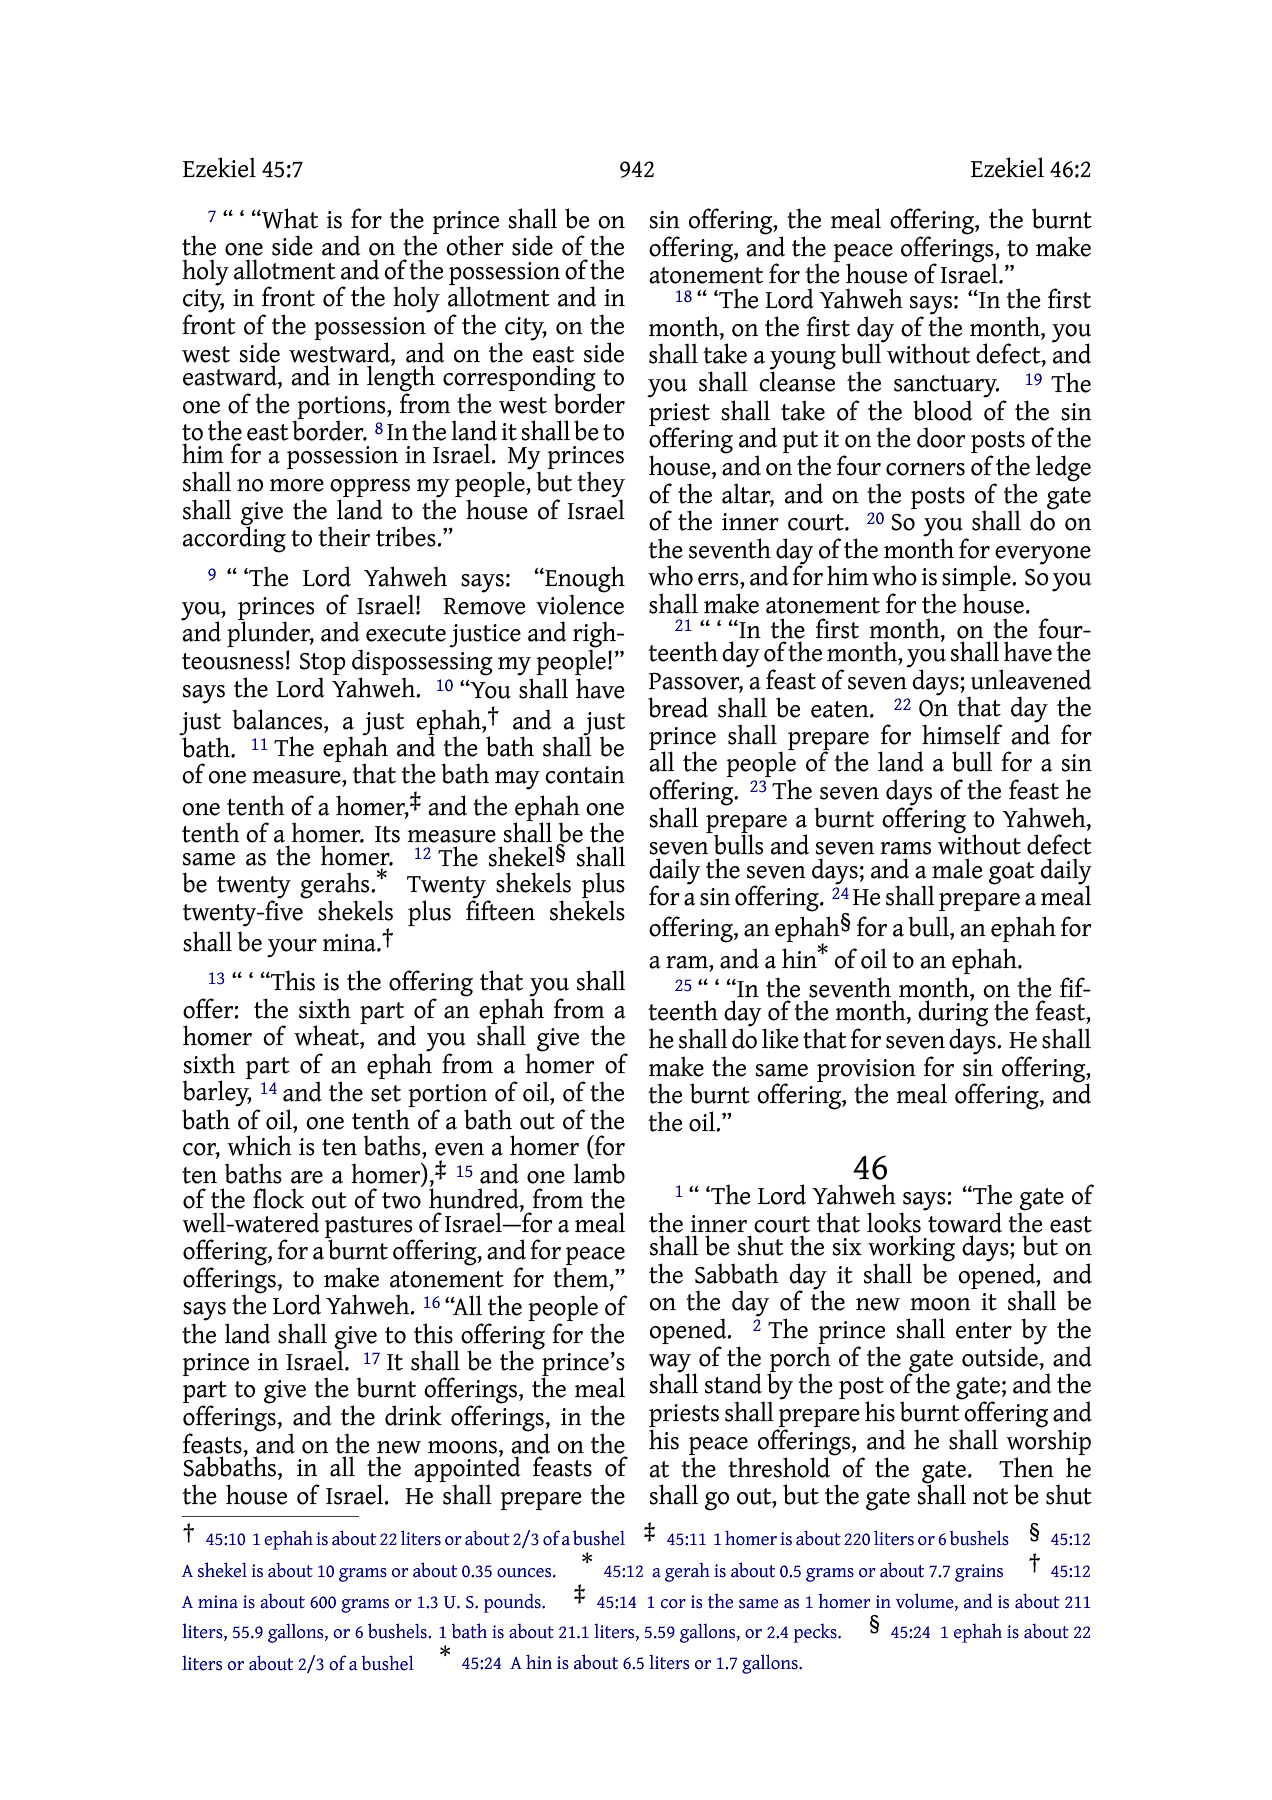 Ezekiel 45:7
942
Ezekiel 46:2
7 “ ‘ “What is for the prince shall be on
the one side and on the other side of the
holy allotment and of the possession of the
city, in front of the holy allotment and in
front of the possession of the city, on the
west side westward, and on the east side
eastward, and in length corresponding to
one of the portions, from the west border
to the east border. 8 In the land it shall be to
him for a possession in Israel. My princes
shall no more oppress my people, but they
shall give the land to the house of Israel
according to their tribes.”
9 “ ‘The Lord Yahweh says: “Enough
you, princes of Israel! Remove violence
and plunder, and execute justice and righ-
teousness! Stop dispossessing my people!”
says the Lord Yahweh. 10 “You shall have
just balances, a just ephah,† and a just
bath. 11 The ephah and the bath shall be
of one measure, that the bath may contain
one tenth of a homer,‡ and the ephah one
tenth of a homer. Its measure shall be the
same as the homer. 12 The shekel§ shall
be twenty gerahs.* Twenty shekels plus
twenty-five shekels plus fifteen shekels
shall be your mina.†
13 “ ‘ “This is the offering that you shall
offer: the sixth part of an ephah from a
homer of wheat, and you shall give the
sixth part of an ephah from a homer of
barley, 14 and the set portion of oil, of the
bath of oil, one tenth of a bath out of the
cor, which is ten baths, even a homer (for
ten baths are a homer),‡ 15 and one lamb
of the flock out of two hundred, from the
well-watered pastures of Israel—for a meal
offering, for a burnt offering, and for peace
offerings, to make atonement for them,”
says the Lord Yahweh. 16 “All the people of
the land shall give to this offering for the
prince in Israel. 17 It shall be the prince’s
part to give the burnt offerings, the meal
offerings, and the drink offerings, in the
feasts, and on the new moons, and on the
Sabbaths, in all the appointed feasts of
the house of Israel. He shall prepare the
sin offering, the meal offering, the burnt
offering, and the peace offerings, to make
atonement for the house of Israel.”
18 “ ‘The Lord Yahweh says: “In the first
month, on the first day of the month, you
shall take a young bull without defect, and
you shall cleanse the sanctuary. 19 The
priest shall take of the blood of the sin
offering and put it on the door posts of the
house, and on the four corners of the ledge
of the altar, and on the posts of the gate
of the inner court. 20 So you shall do on
the seventh day of the month for everyone
who errs, and for him who is simple. So you
shall make atonement for the house.
21 “ ‘ “In the first month, on the four-
teenth day of the month, you shall have the
Passover, a feast of seven days; unleavened
bread shall be eaten. 22 On that day the
prince shall prepare for himself and for
all the people of the land a bull for a sin
offering. 23 The seven days of the feast he
shall prepare a burnt offering to Yahweh,
seven bulls and seven rams without defect
daily the seven days; and a male goat daily
for a sin offering. 24 He shall prepare a meal
offering, an ephah§ for a bull, an ephah for
a ram, and a hin* of oil to an ephah.
25 “ ‘ “In the seventh month, on the fif-
teenth day of the month, during the feast,
he shall do like that for seven days. He shall
make the same provision for sin offering,
the burnt offering, the meal offering, and
the oil.”
46
1 “ ‘The Lord Yahweh says: “The gate of
the inner court that looks toward the east
shall be shut the six working days; but on
the Sabbath day it shall be opened, and
on the day of the new moon it shall be
opened. 2 The prince shall enter by the
way of the porch of the gate outside, and
shall stand by the post of the gate; and the
priests shall prepare his burnt offering and
his peace offerings, and he shall worship
at the threshold of the gate. Then he
shall go out, but the gate shall not be shut
† 45:10 1 ephah is about 22 liters or about 2/3 of a bushel ‡ 45:11 1 homer is about 220 liters or 6 bushels § 45:12
A shekel is about 10 grams or about 0.35 ounces. * 45:12 a gerah is about 0.5 grams or about 7.7 grains † 45:12
A mina is about 600 grams or 1.3 U. S. pounds. ‡ 45:14 1 cor is the same as 1 homer in volume, and is about 211
liters, 55.9 gallons, or 6 bushels. 1 bath is about 21.1 liters, 5.59 gallons, or 2.4 pecks. § 45:24 1 ephah is about 22
liters or about 2/3 of a bushel * 45:24 A hin is about 6.5 liters or 1.7 gallons.